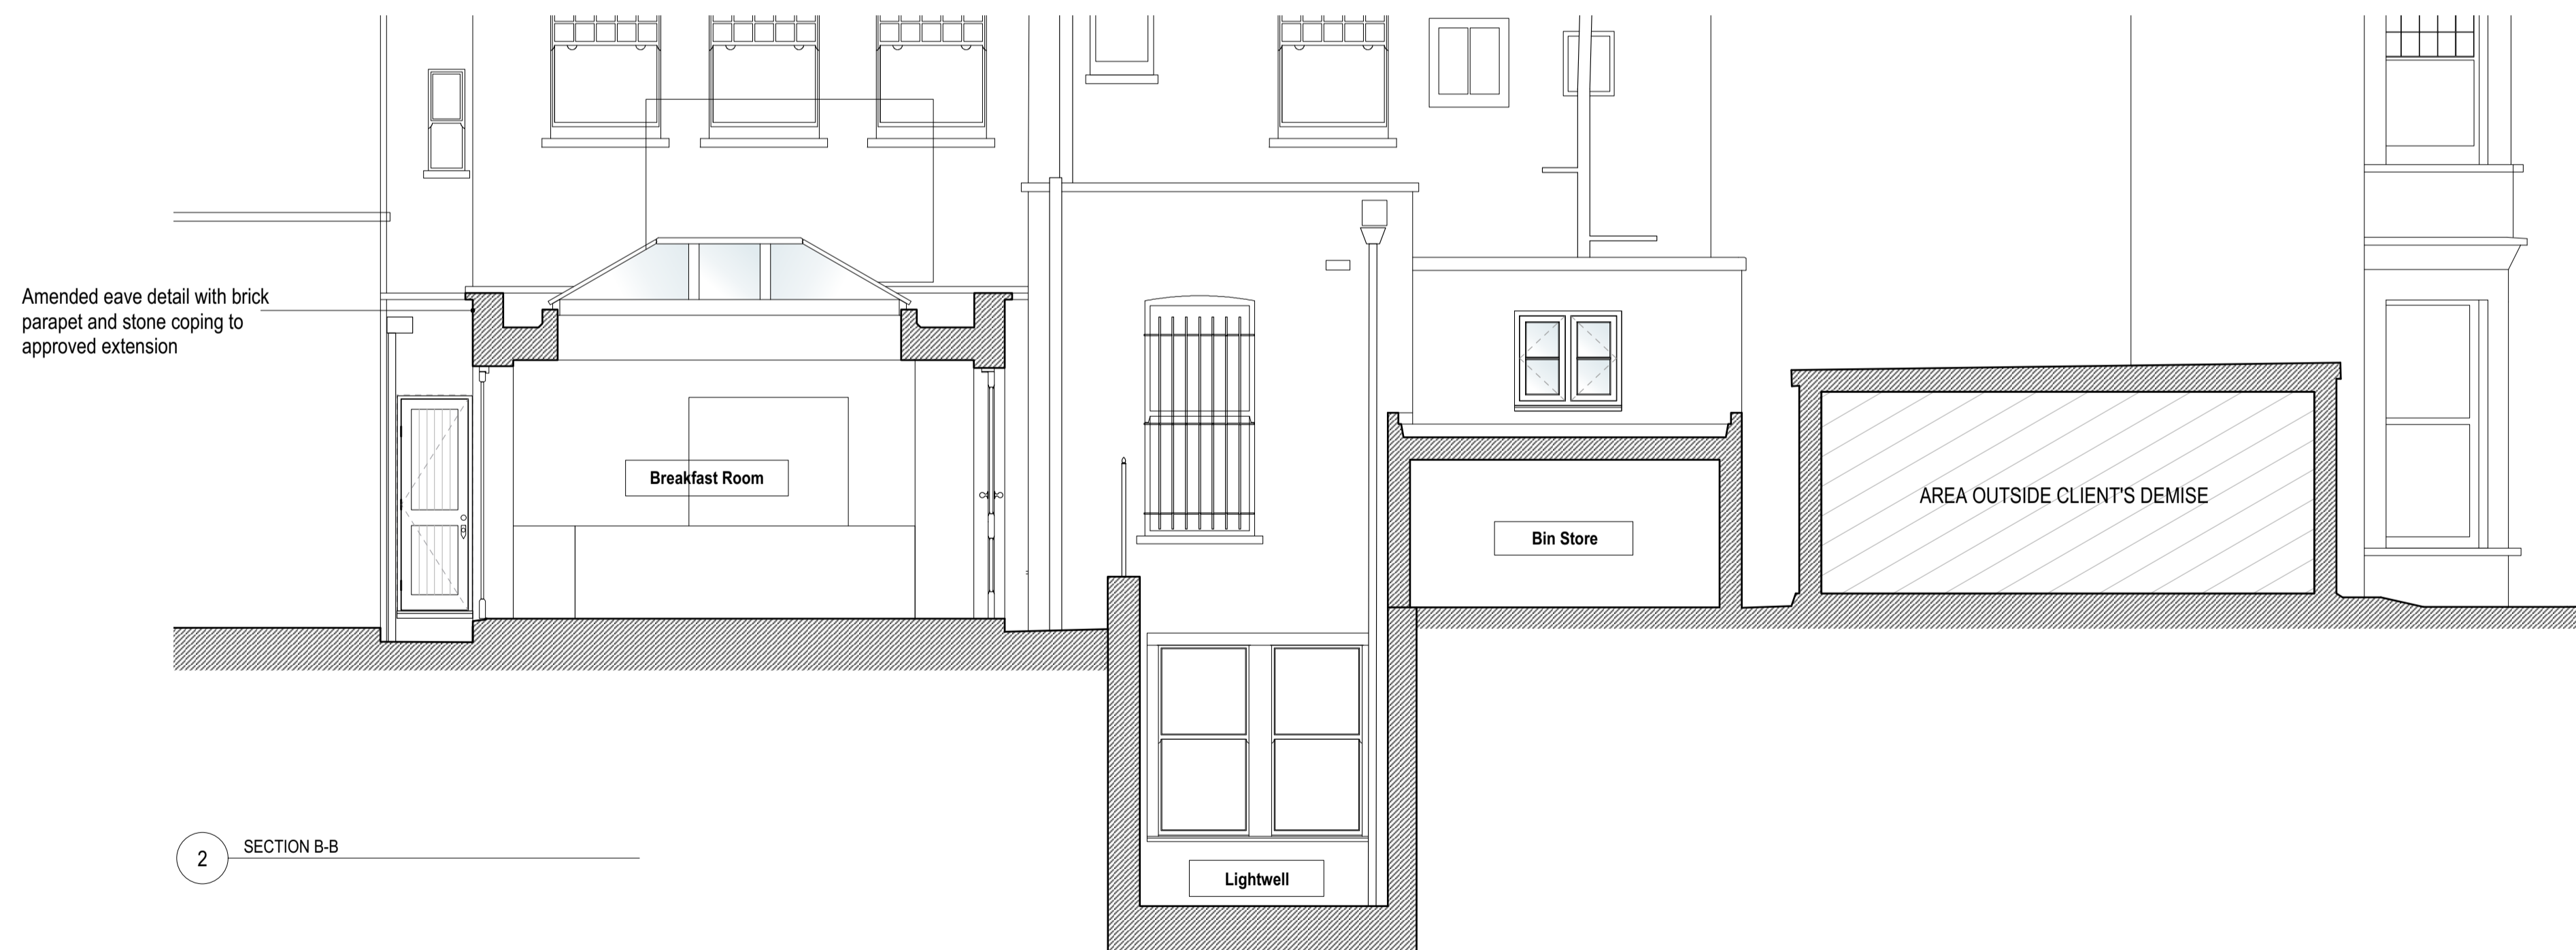 Amended eave detail with brick
parapet and stone coping to
approved extension
Breakfast Room
AREA OUTSIDE CLIENT'S DEMISE
Bin Store
2
SECTION B-B
Lightwell